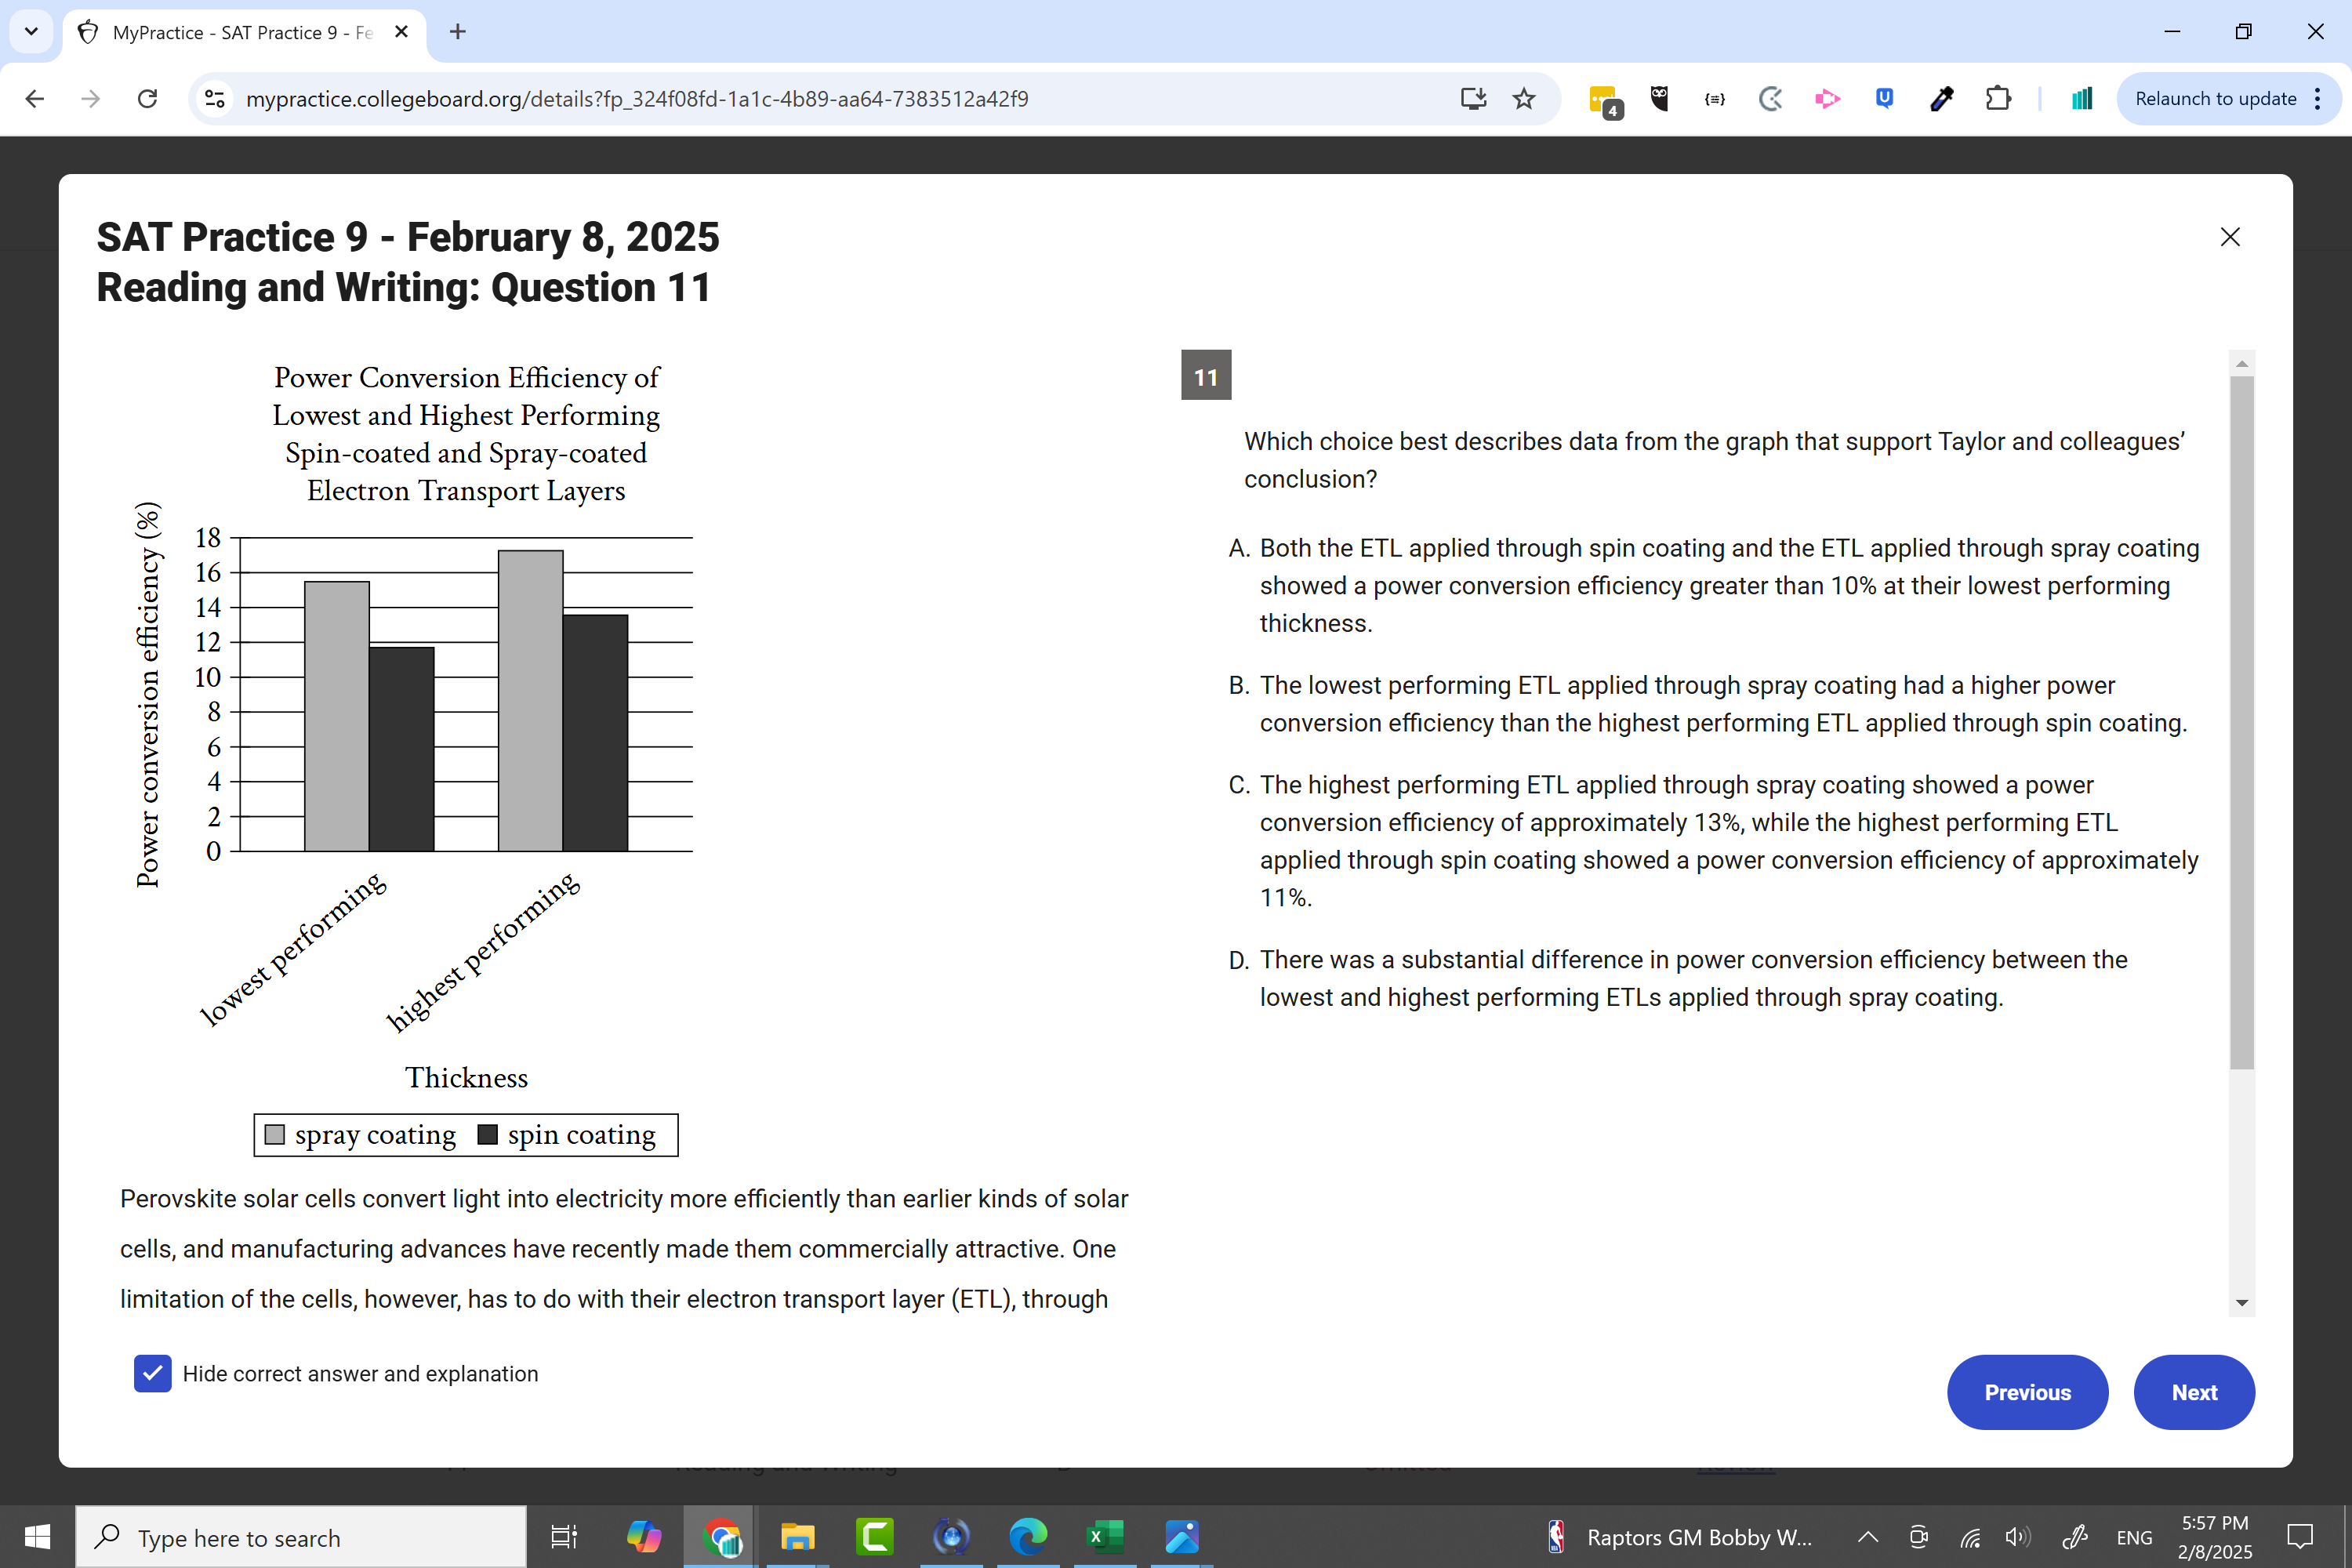 MyPractice - SAT Practice 9 - Fe
mypractice.collegeboard.org/details?fp_324f08fd-1a1c-4b89-aa64-7383512a42f9
4
Relaunch to update
SAT Practice 9 - February 8, 2025
Reading and Writing: Question 11
Power Conversion Efficiency of
Lowest and Highest Performing
Spin-coated and Spray-coated
Electron Transport Layers
Power conversion efficiency (%)
18
16
14
12
10
8
6
4
2
0
lowest performing
highest performing
Thickness
spray coating spin coating
Perovskite solar cells convert light into electricity more efficiently than earlier kinds of solar
cells, and manufacturing advances have recently made them commercially attractive. One
limitation of the cells, however, has to do with their electron transport layer (ETL), through
11
Which choice best describes data from the graph that support Taylor and colleagues’
conclusion?
A. Both the ETL applied through spin coating and the ETL applied through spray coating
showed a power conversion efficiency greater than 10% at their lowest performing
thickness.
B. The lowest performing ETL applied through spray coating had a higher power
conversion efficiency than the highest performing ETL applied through spin coating.
C. The highest performing ETL applied through spray coating showed a power
conversion efficiency of approximately 13%, while the highest performing ETL
applied through spin coating showed a power conversion efficiency of approximately
11%.
D. There was a substantial difference in power conversion efficiency between the
lowest and highest performing ETLs applied through spray coating.
Hide correct answer and explanation
Previous
Next
Type here to search
Raptors GM Bobby W...
ENG
5:57 PM
2/8/2025